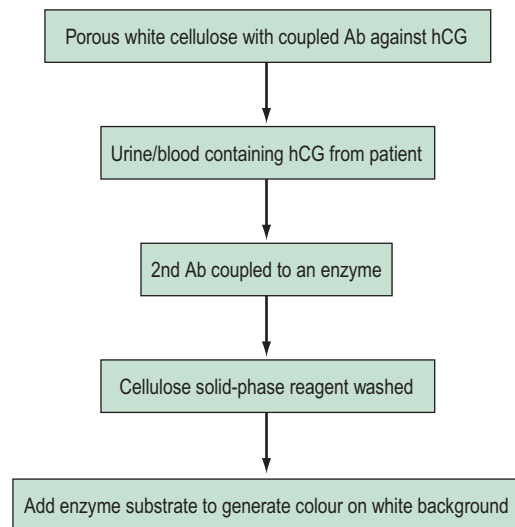 Porous white cellulose with coupled Ab against hCG
Urine/blood containing hCG from patient
2nd Ab coupled to an enzyme
Cellulose solid-phase reagent washed
Add enzyme substrate to generate colour on white background